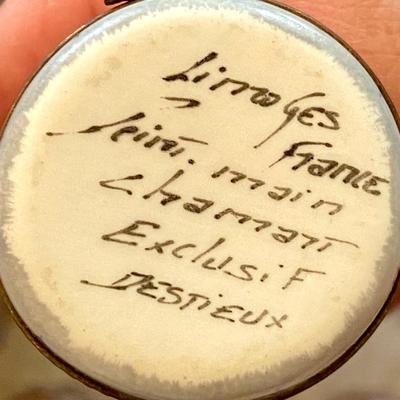 Limoges
France
Peint. main
Chamart
Exclusif
DESTIEUX